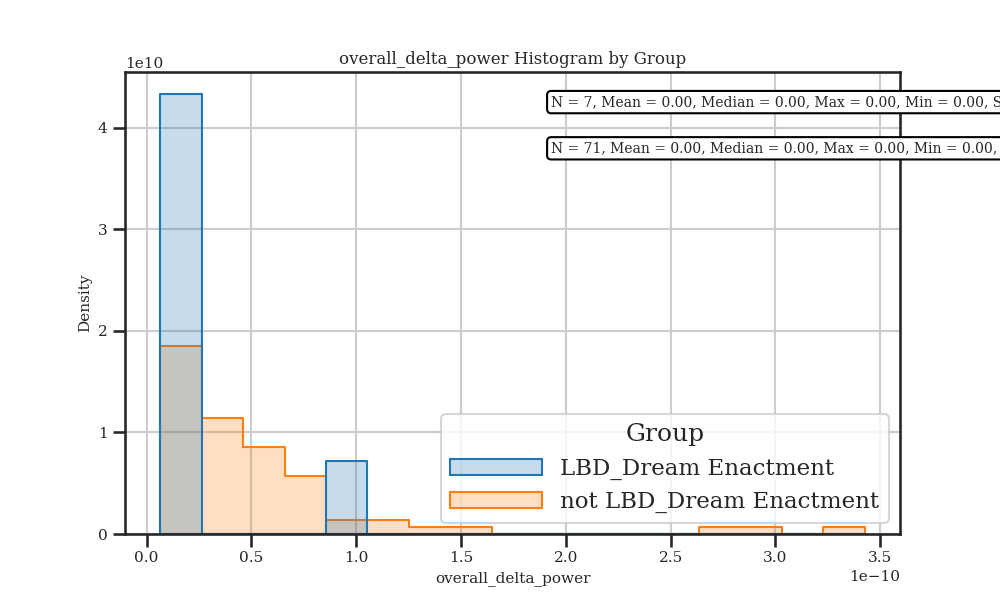 overall_delta_power Histogram by Group
1e10
N = 7, Mean = 0.00, Median = 0.00, Max = 0.00, Min = 0.00, S
N = 71, Mean = 0.00, Median = 0.00, Max = 0.00, Min = 0.00,
4
3
2
1
0
Density
Group
LBD_Dream Enactment
not LBD_Dream Enactment
0.0 0.5 1.0 1.5 2.0 2.5 3.0 3.5
1e−10
overall_delta_power